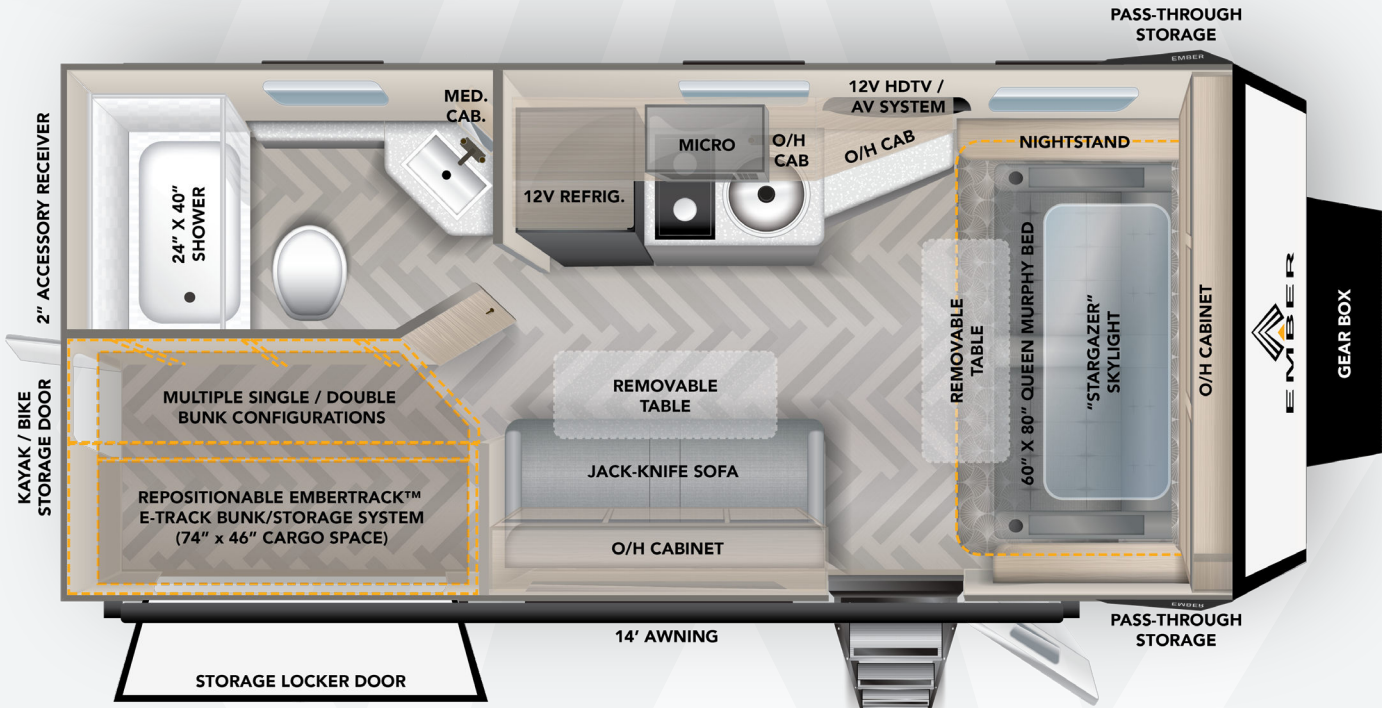 PASS-THROUGH
STORAGE
EMBER
MED.
CAB.
12V HDTV /
AV SYSTEM
2" ACCESSORY RECEIVER
24" X 40"
SHOWER
12V REFRIG.
MICRO
O/H
CAB
O/H CAB
NIGHTSTAND
REMOVABLE
TABLE
60" X 80" QUEEN MURPHY BED
"STARGAZER"
SKYLIGHT
O/H CABINET
EMBER
GEAR BOX
KAYAK / BIKE
STORAGE DOOR
MULTIPLE SINGLE / DOUBLE
BUNK CONFIGURATIONS
REPOSITIONABLE EMBERTRACK™
E-TRACK BUNK/STORAGE SYSTEM
(74" x 46" CARGO SPACE)
REMOVABLE
TABLE
JACK-KNIFE SOFA
O/H CABINET
14' AWNING
EMBER
PASS-THROUGH
STORAGE
STORAGE LOCKER DOOR